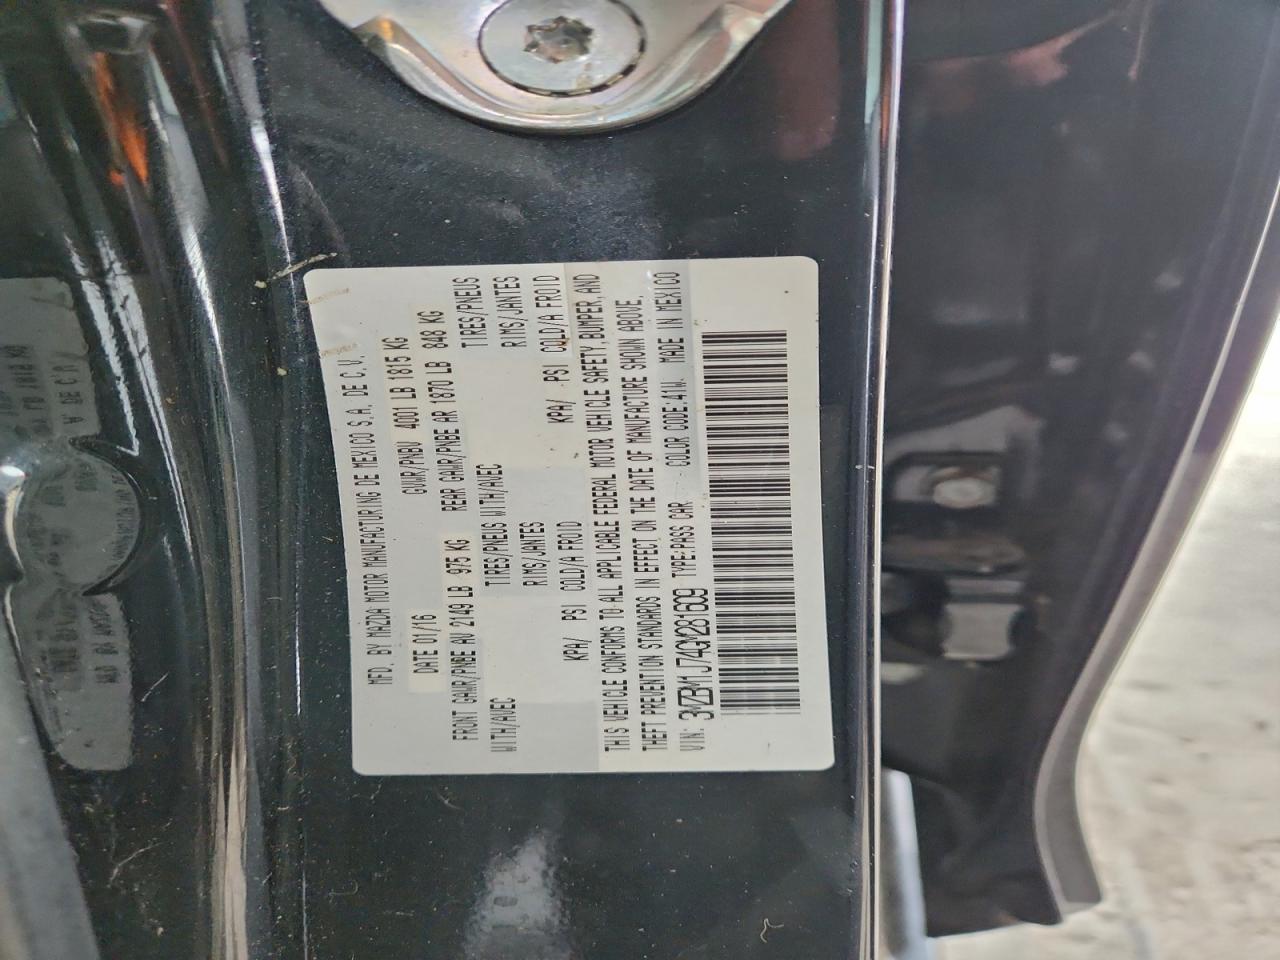 MFD. BY MAZDA MOTOR MANUFACTURING DE MEXICO S.A. DE C.V.
DATE 01/16 GVWR/PNBV 4001 LB 1815 KG
FRONT GAWR/PNBE AV 2149 LB 975 KG REAR GAWR/PNBE AR 1870 LB 848 KG
WITH/AVEC TIRES/PNEUS WITH/AVEC TIRES/PNEUS
RIMS/JANTES RIMS/JANTES
KPA/ PSI COLD/A FROID KPA/ PSI COLD/A FROID
THIS VEHICLE CONFORMS TO ALL APPLICABLE FEDERAL MOTOR VEHICLE SAFETY, BUMPER, AND
THEFT PREVENTION STANDARDS IN EFFECT ON THE DATE OF MANUFACTURE SHOWN ABOVE.
VIN: 3MZBM1J74GM281609 TYPE:PASS CAR COLOR CODE:41W MADE IN MEXICO